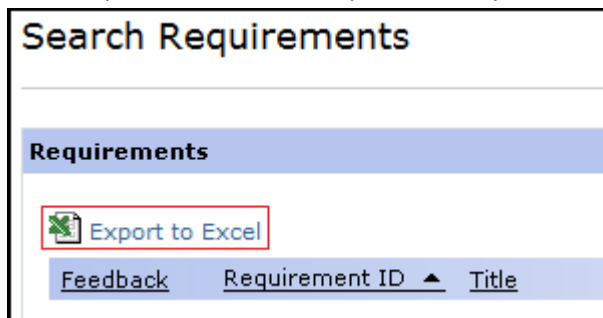 Search Requirements
Requirements
Export to Excel
Feedback Requirement ID ▲ Title